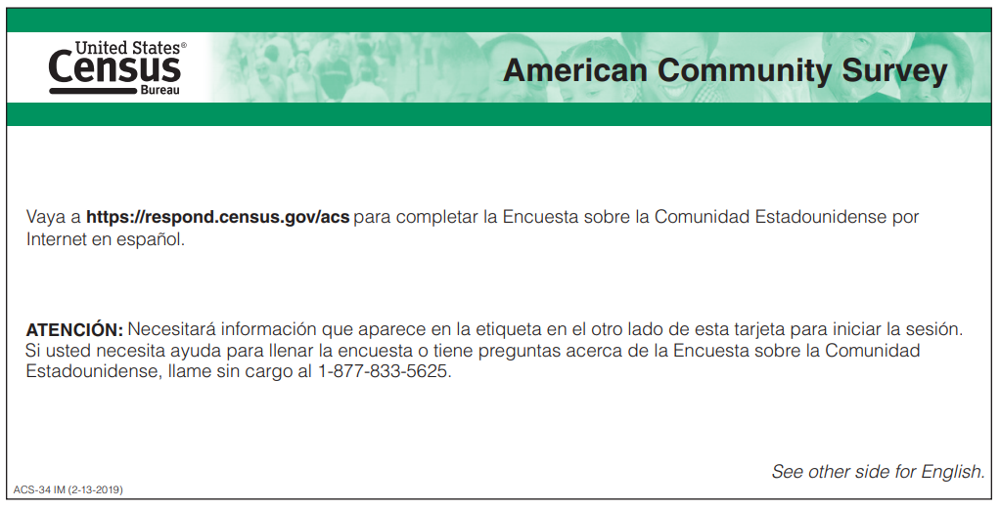 United States®
Census
Bureau
American Community Survey
Vaya a https://respond.census.gov/acs para completar la Encuesta sobre la Comunidad Estadounidense por
Internet en español.
ATENCIÓN: Necesitará información que aparece en la etiqueta en el otro lado de esta tarjeta para iniciar la sesión.
Si usted necesita ayuda para llenar la encuesta o tiene preguntas acerca de la Encuesta sobre la Comunidad
Estadounidense, llame sin cargo al 1-877-833-5625.
See other side for English.
ACS-34 IM (2-13-2019)